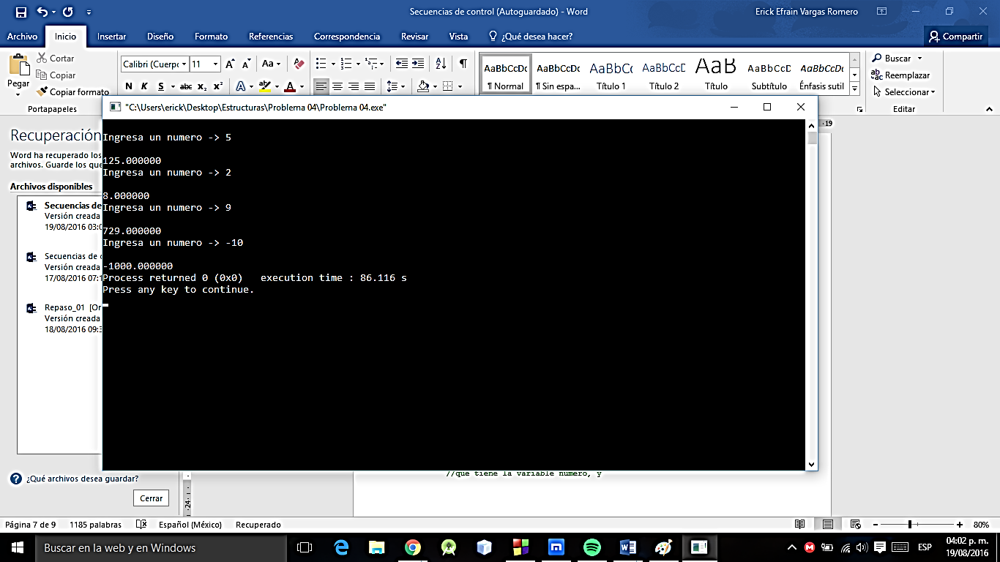 Secuencias de control (Autoguardado) - Word
Erick Efrain Vargas Romero
Archivo Inicio Insertar Diseño Formato Referencias Correspondencia Revisar Vista ¿Qué desea hacer? Compartir
Pegar
Cortar
Copiar
Copiar formato
Portapapeles
Calibri (Cuerpo 11 Aa
N K S abc x₂ x² A A
AaBbCcDc AaBbCcDc AaBbCc AaBbCcD AaB AaBbCcD AaBbCcDc
¶ Normal ¶ Sin espa... Título 1 Título 2 Título Subtítulo Énfasis sutil
Buscar
Reemplazar
Seleccionar
Editar
"C:\Users\erick\Desktop\Estructuras\Problema 04\Problema 04.exe"
Ingresa un numero -> 5
125.000000
Ingresa un numero -> 2
8.000000
Ingresa un numero -> 9
729.000000
Ingresa un numero -> -10
-1000.000000
Process returned 0 (0x0)   execution time : 86.116 s
Press any key to continue.
Recuperación
Word ha recuperado los
archivos. Guarde los que
Archivos disponibles
Secuencias de
Versión creada
19/08/2016 03:0
Secuencias de c
Versión creada
17/08/2016 07:1
Repaso_01 [Or
Versión creada
18/08/2016 09:3
¿Qué archivos desea guardar?
Cerrar
19
24
//que tiene la variable numero, y
Página 7 de 9 1185 palabras Español (México) Recuperado 80%
Buscar en la web y en Windows
ESP
04:02 p. m.
19/08/2016